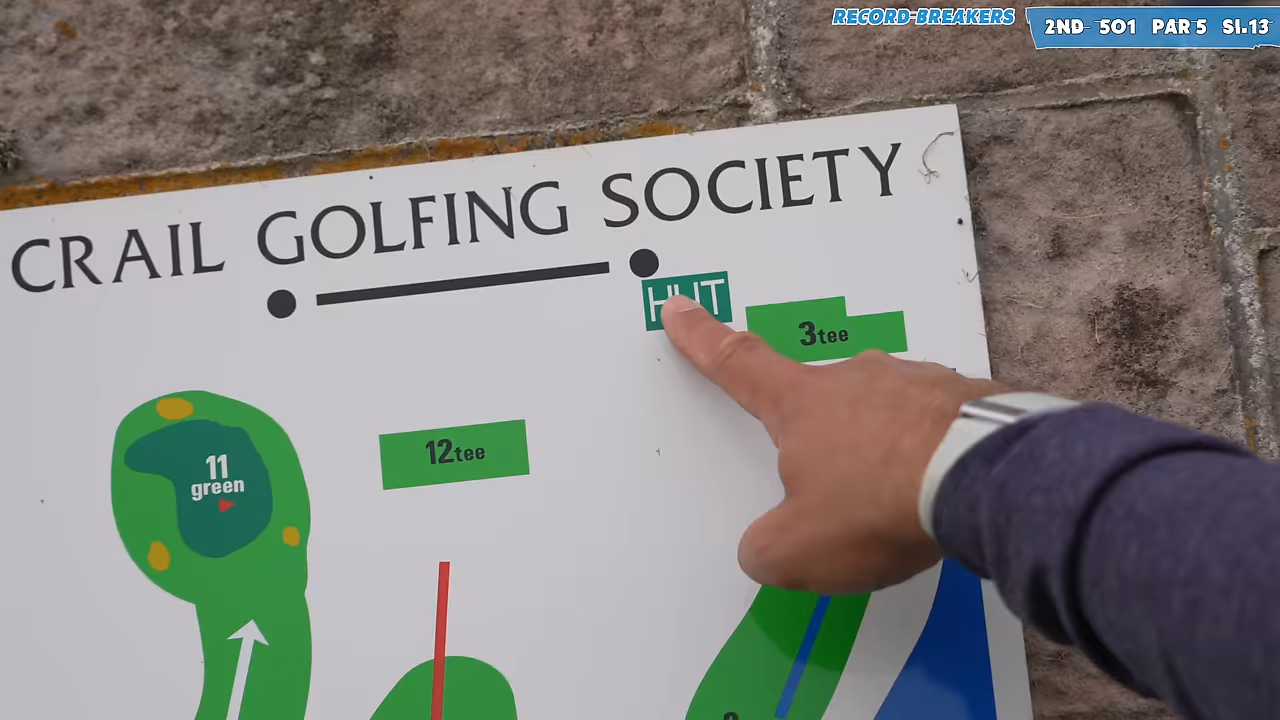 RECORD BREAKERS
2ND 501 PAR 5 SI.13
CRAIL GOLFING SOCIETY
HUT
3tee
12tee
11
green